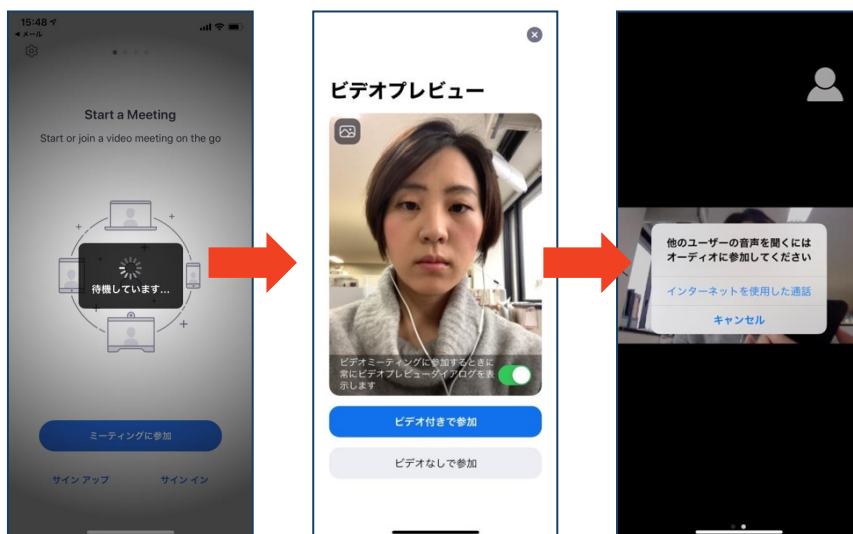 15:48
◀ メール
Start a Meeting
Start or join a video meeting on the go
待機しています...
ミーティングに参加
サインアップ
サインイン
ビデオプレビュー
ビデオミーティングに参加するときに
常にビデオプレビューダイアログを表
示します
ビデオ付きで参加
ビデオなしで参加
他のユーザーの音声を聞くには
オーディオに参加してください
インターネットを使用した通話
キャンセル